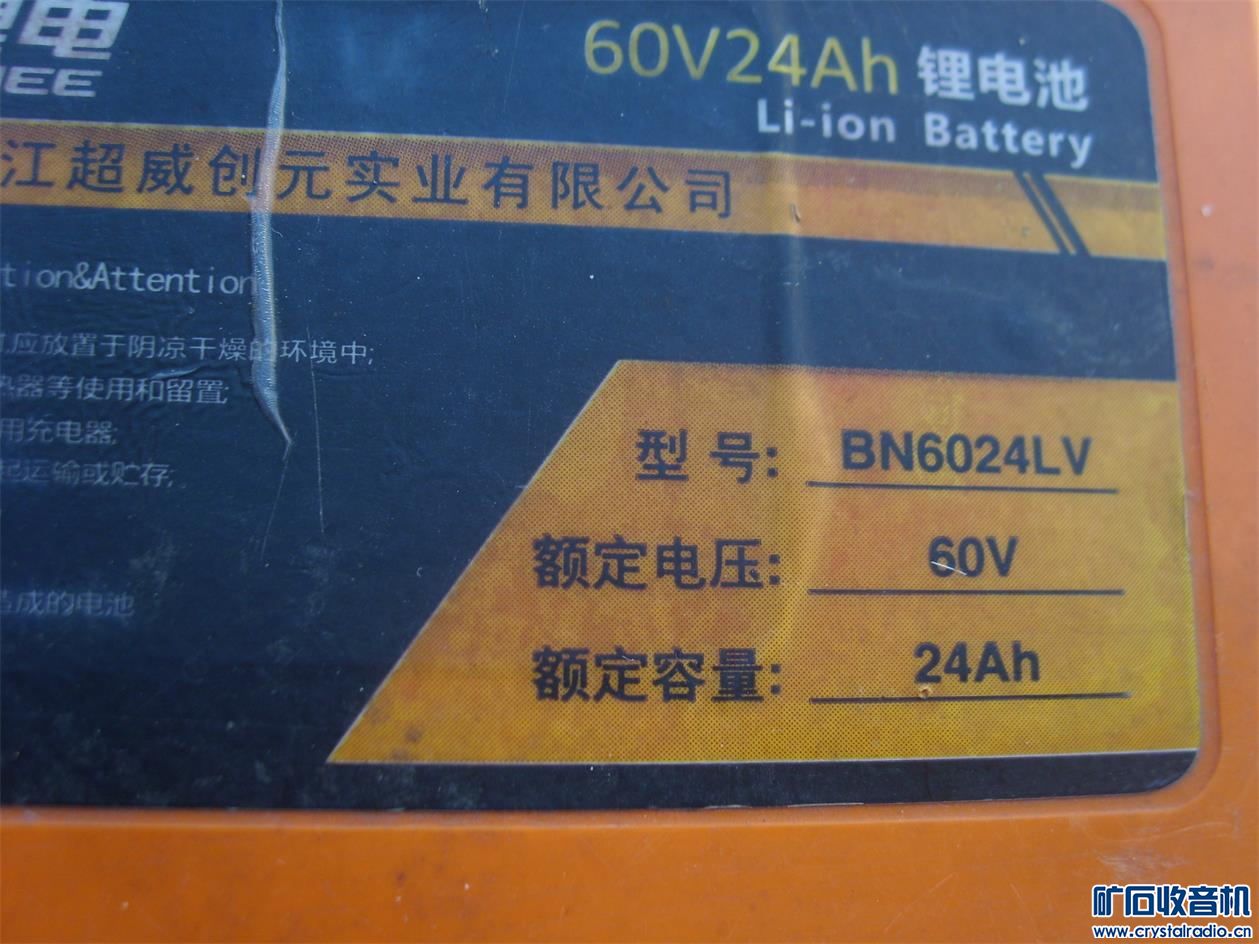 锂电
60V24Ah 锂电池
Li-ion Battery
江超威创元实业有限公司
tion&Attention
应放置于阴凉干燥的环境中;
热器等使用和留置;
用充电器;
起运输或贮存;
造成的电池
型号: BN6024LV
额定电压: 60V
额定容量: 24Ah
矿石收音机
www.crystalradio.cn